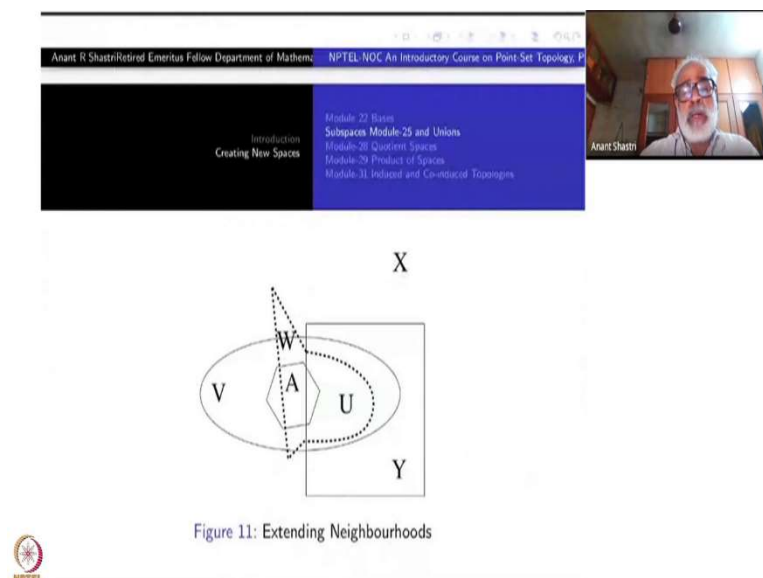 Anant R ShastriRetired Emeritus Fellow Department of Mathema
NPTEL-NOC An Introductory Course on Point-Set Topology, P
Introduction
Creating New Spaces
Module 22 Bases
Subspaces Module-25 and Unions
Module-28 Quotient Spaces
Module-29 Product of Spaces
Module-31 Induced and Co-induced Topologies
Anant Shastri
X
W
A
V
U
Y
Figure 11: Extending Neighbourhoods